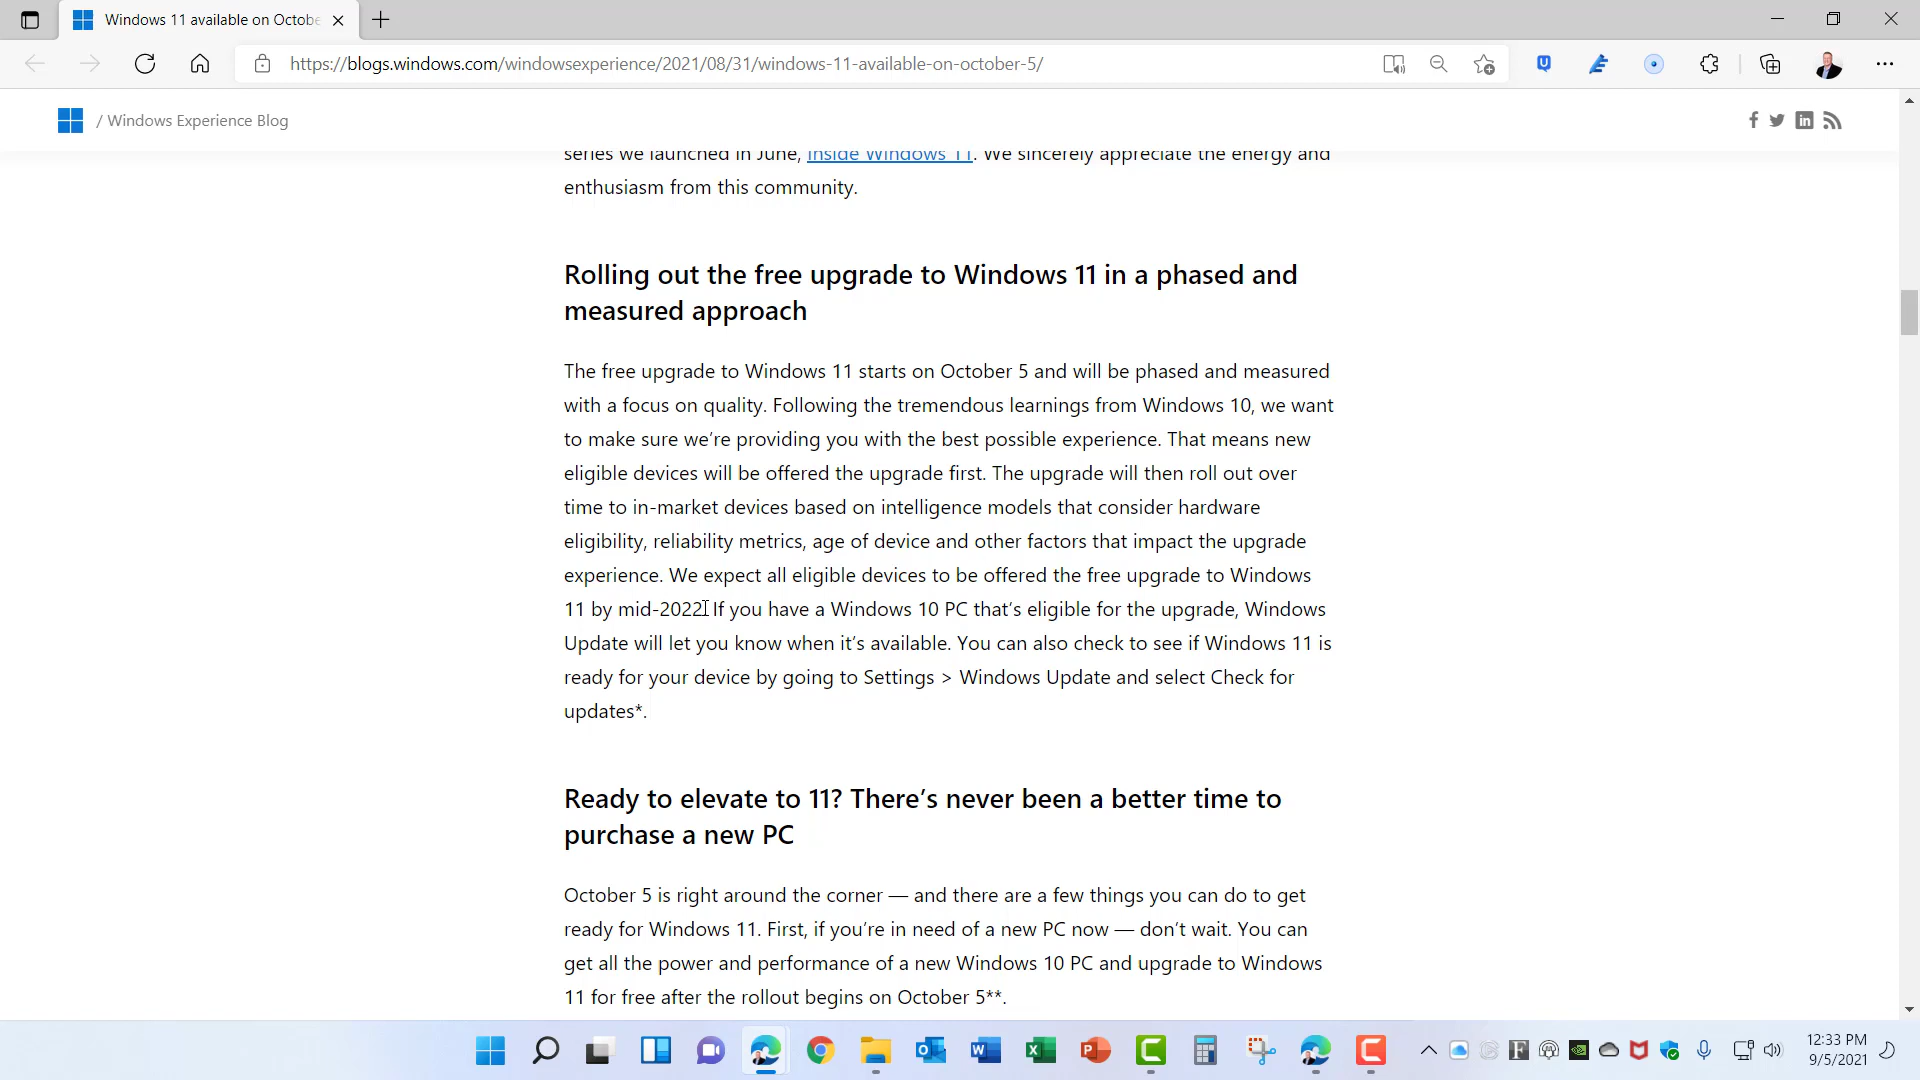 Windows 11 available on Octobe
https://blogs.windows.com/windowsexperience/2021/08/31/windows-11-available-on-october-5/
/ Windows Experience Blog
series we launched in June, Inside Windows 11. We sincerely appreciate the energy and
enthusiasm from this community.
Rolling out the free upgrade to Windows 11 in a phased and
measured approach
The free upgrade to Windows 11 starts on October 5 and will be phased and measured
with a focus on quality. Following the tremendous learnings from Windows 10, we want
to make sure we’re providing you with the best possible experience. That means new
eligible devices will be offered the upgrade first. The upgrade will then roll out over
time to in-market devices based on intelligence models that consider hardware
eligibility, reliability metrics, age of device and other factors that impact the upgrade
experience. We expect all eligible devices to be offered the free upgrade to Windows
11 by mid-2022. If you have a Windows 10 PC that’s eligible for the upgrade, Windows
Update will let you know when it’s available. You can also check to see if Windows 11 is
ready for your device by going to Settings > Windows Update and select Check for
updates*.
Ready to elevate to 11? There’s never been a better time to
purchase a new PC
October 5 is right around the corner — and there are a few things you can do to get
ready for Windows 11. First, if you’re in need of a new PC now — don’t wait. You can
get all the power and performance of a new Windows 10 PC and upgrade to Windows
11 for free after the rollout begins on October 5**.
12:33 PM
9/5/2021